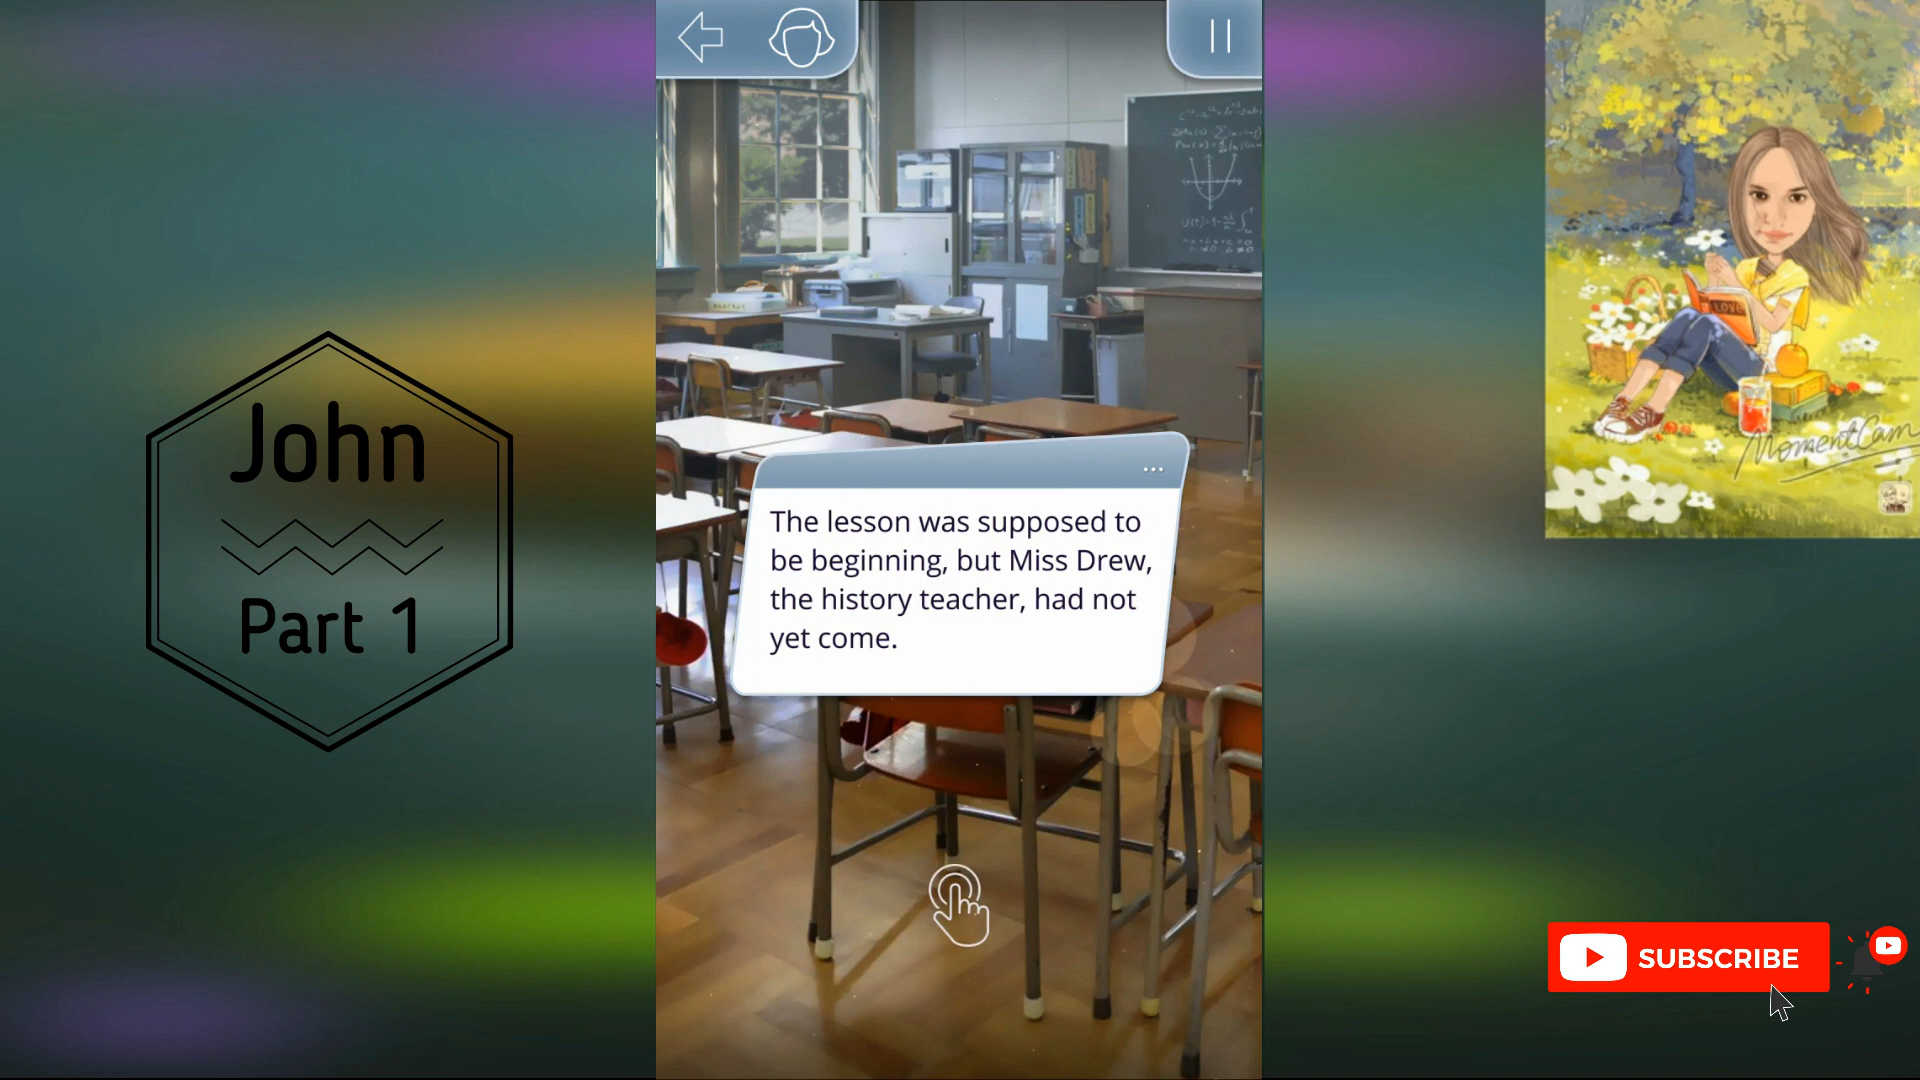 John
Part 1
The lesson was supposed to
be beginning, but Miss Drew,
the history teacher, had not
yet come.
LOVE
MomentCam
SUBSCRIBE